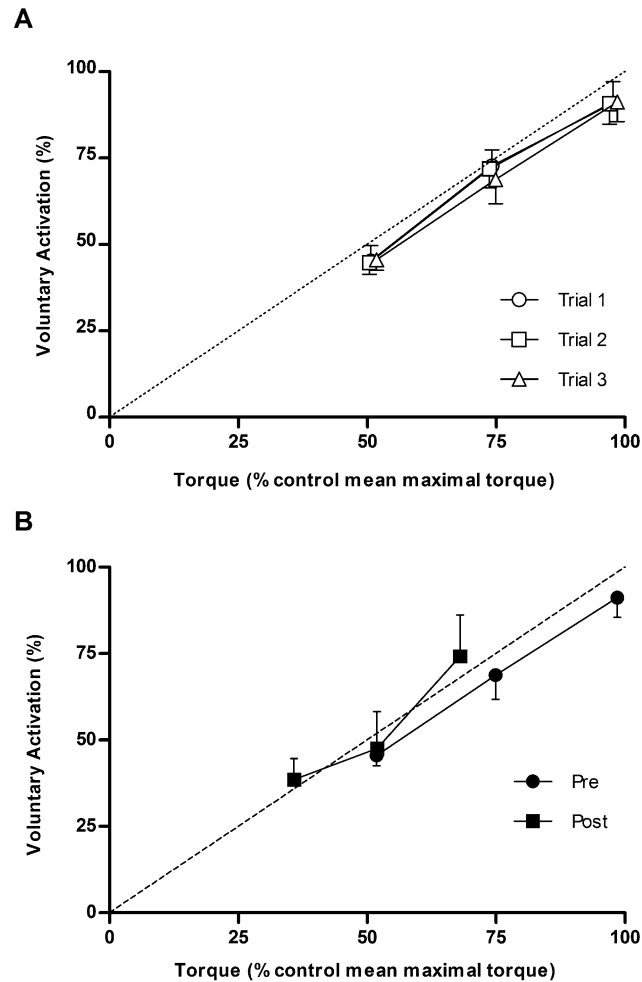 A
100
75
50
25
0
Voluntary Activation (%)
Trial 1
Trial 2
Trial 3
0 25 50 75 100
Torque (% control mean maximal torque)
B
100
75
50
25
0
Voluntary Activation (%)
Pre
Post
0 25 50 75 100
Torque (% control mean maximal torque)